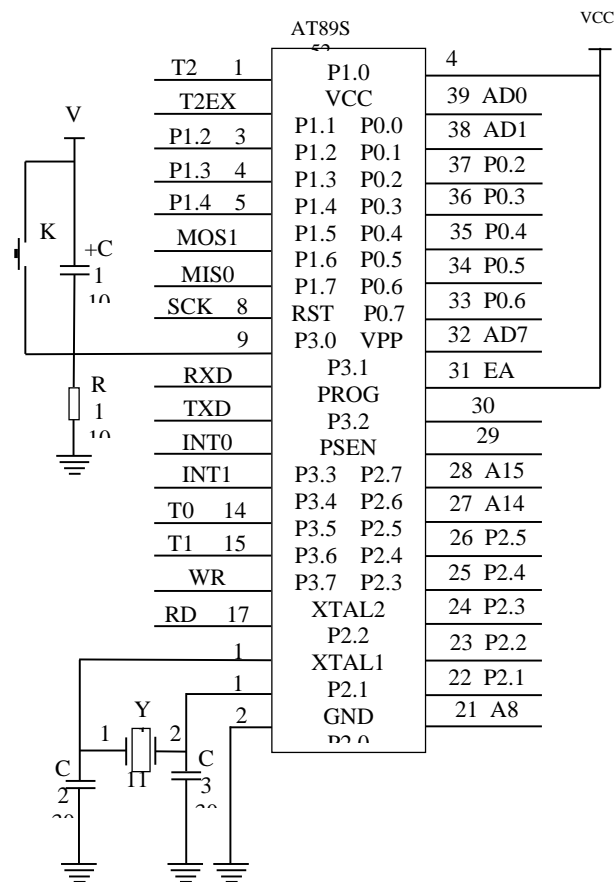 VCC
AT89S
52
T2 1
T2EX
P1.2 3
P1.3 4
P1.4 5
MOS1
MIS0
SCK 8
9
RXD
TXD
INT0
INT1
T0 14
T1 15
WR
RD 17
1
1
2
V
K
+C
1
10
R
1
10
P1.0
VCC
P1.1 P0.0
P1.2 P0.1
P1.3 P0.2
P1.4 P0.3
P1.5 P0.4
P1.6 P0.5
P1.7 P0.6
RST P0.7
P3.0 VPP
P3.1
PROG
P3.2
PSEN
P3.3 P2.7
P3.4 P2.6
P3.5 P2.5
P3.6 P2.4
P3.7 P2.3
XTAL2
P2.2
XTAL1
P2.1
GND
P2.0
4
39 AD0
38 AD1
37 P0.2
36 P0.3
35 P0.4
34 P0.5
33 P0.6
32 AD7
31 EA
30
29
28 A15
27 A14
26 P2.5
25 P2.4
24 P2.3
23 P2.2
22 P2.1
21 A8
Y
1 2
11
C
2
C
3